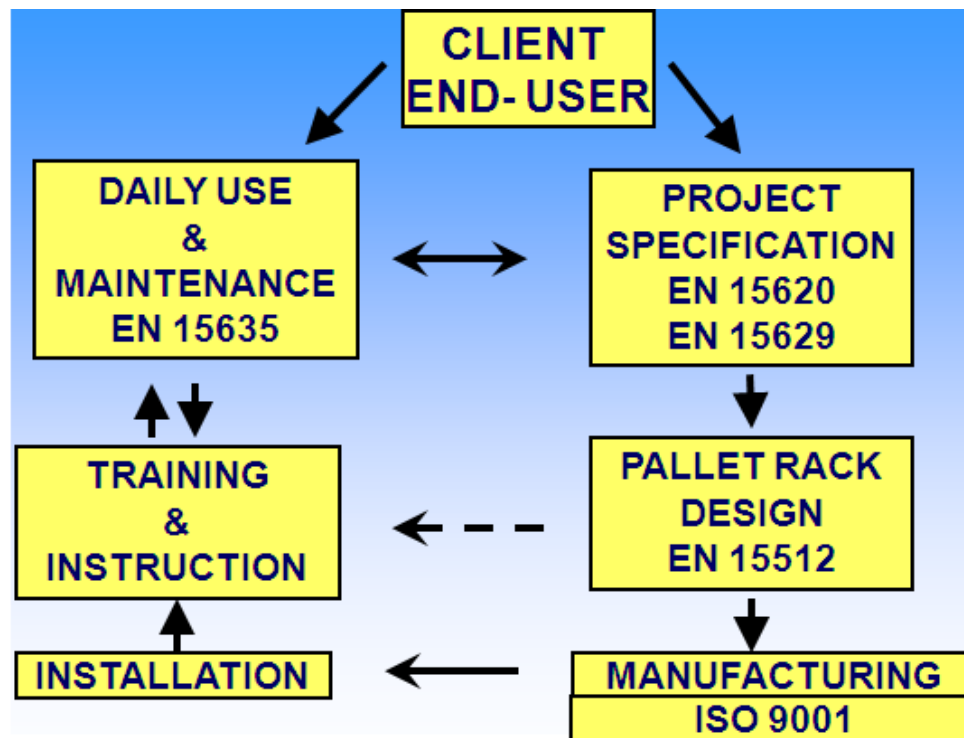 CLIENT
END- USER
DAILY USE
&
MAINTENANCE
EN 15635
PROJECT
SPECIFICATION
EN 15620
EN 15629
TRAINING
&
INSTRUCTION
PALLET RACK
DESIGN
EN 15512
INSTALLATION
MANUFACTURING
ISO 9001